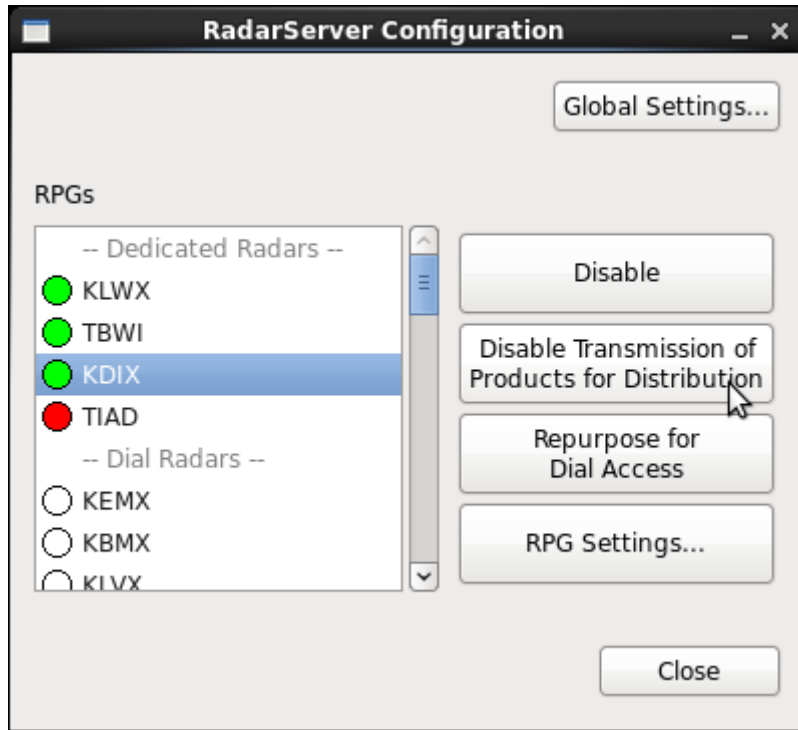 RadarServer Configuration
Global Settings...
RPGs
-- Dedicated Radars --
KLWX
TBWI
KDIX
TIAD
-- Dial Radars --
KEMX
KBMX
KLVX
Disable
Disable Transmission of
Products for Distribution
Repurpose for
Dial Access
RPG Settings...
Close